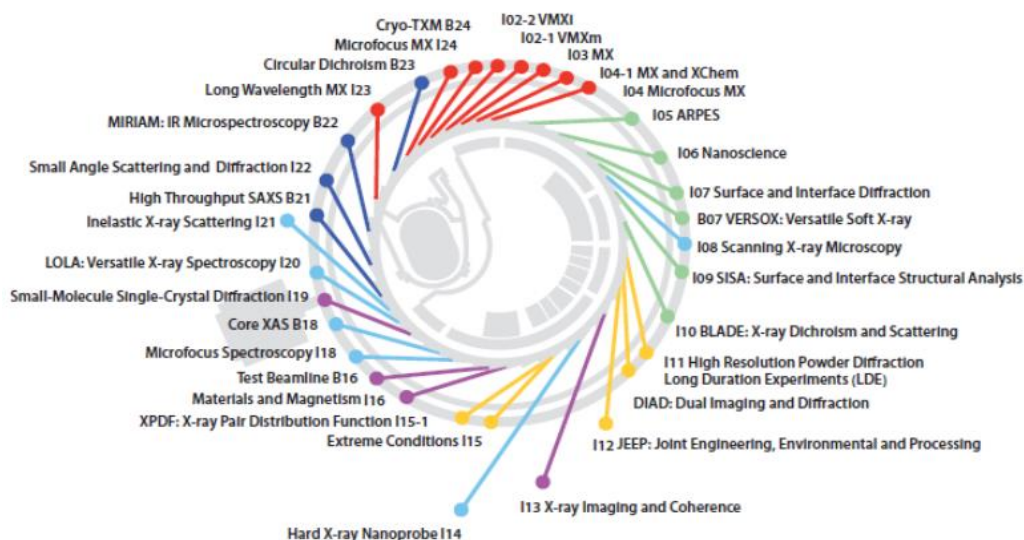 Cryo-TXM B24
Microfocus MX I24
Circular Dichroism B23
Long Wavelength MX I23
MIRIAM: IR Microspectroscopy B22
Small Angle Scattering and Diffraction I22
High Throughput SAXS B21
Inelastic X-ray Scattering I21
LOLA: Versatile X-ray Spectroscopy I20
Small-Molecule Single-Crystal Diffraction I19
Core XAS B18
Microfocus Spectroscopy I18
Test Beamline B16
Materials and Magnetism I16
XPDF: X-ray Pair Distribution Function I15-1
Extreme Conditions I15
Hard X-ray Nanoprobe I14
I02-2 VMXi
I02-1 VMXm
I03 MX
I04-1 MX and XChem
I04 Microfocus MX
I05 ARPES
I06 Nanoscience
I07 Surface and Interface Diffraction
B07 VERSOX: Versatile Soft X-ray
I08 Scanning X-ray Microscopy
I09 SISA: Surface and Interface Structural Analysis
I10 BLADE: X-ray Dichroism and Scattering
I11 High Resolution Powder Diffraction
Long Duration Experiments (LDE)
DIAD: Dual Imaging and Diffraction
I12 JEEP: Joint Engineering, Environmental and Processing
I13 X-ray Imaging and Coherence